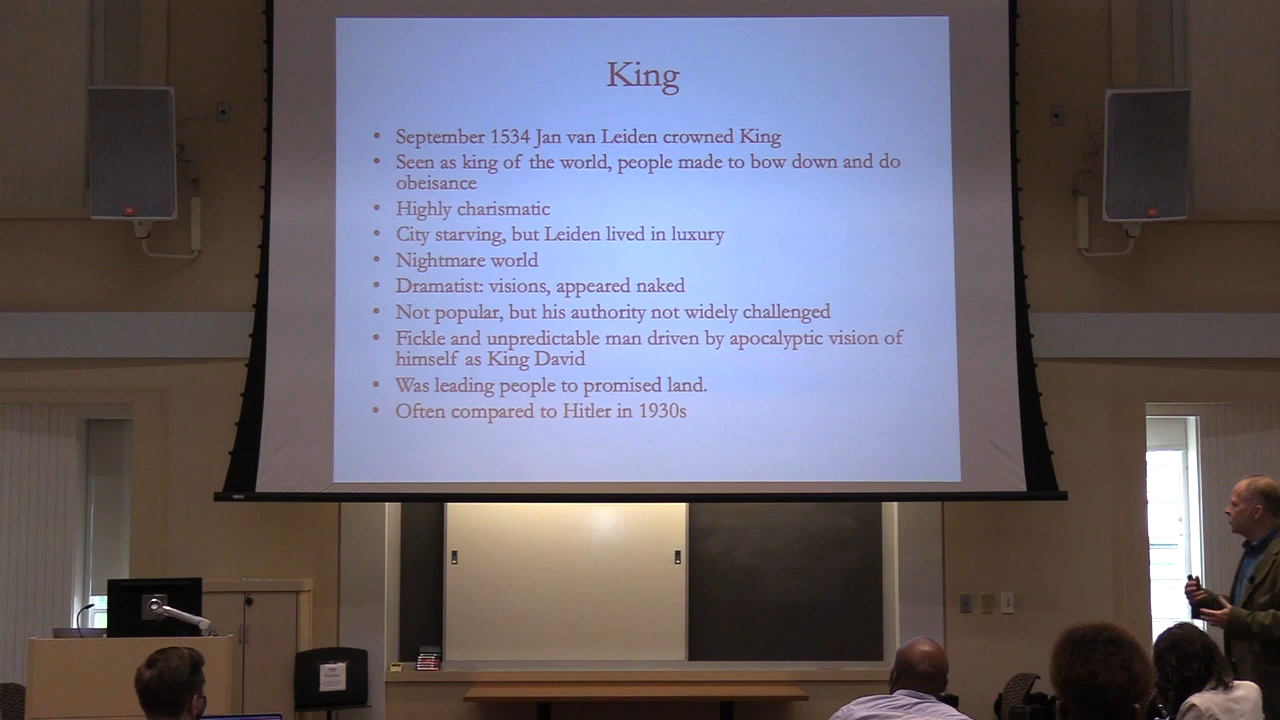 King
• September 1534 Jan van Leiden crowned King
• Seen as king of the world, people made to bow down and do
obeisance
• Highly charismatic
• City starving, but Leiden lived in luxury
• Nightmare world
• Dramatist: visions, appeared naked
• Not popular, but his authority not widely challenged
• Fickle and unpredictable man driven by apocalyptic vision of
himself as King David
• Was leading people to promised land.
• Often compared to Hitler in 1930s